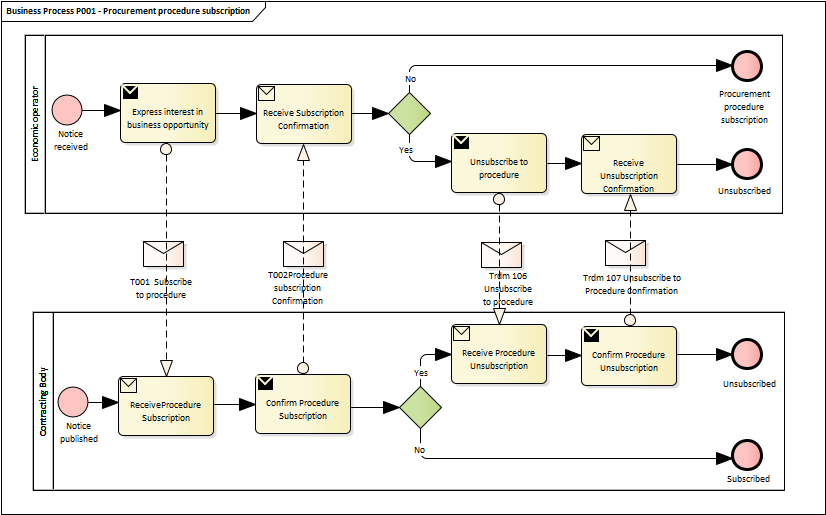 Business Process P001 - Procurement procedure subscription
Economic operator
Notice
received
Express interest in
business opportunity
Receive Subscription
Confirmation
No
Yes
Procurement
procedure
subscription
Unsubscribe to
procedure
Receive
Unsubscription
Confirmation
Unsubscribed
T001 Subscribe
to procedure
T002Procedure
subscription
Confirmation
Trdm 106
Unsubscribe
to procedure
Trdm 107 Unsubscribe to
Procedure Confirmation
Contracting Body
Notice
published
ReceiveProcedure
Subscription
Confirm Procedure
Subscription
Yes
No
Receive Procedure
Unsubscription
Confirm Procedure
Unsubscription
Unsubscribed
Subscribed